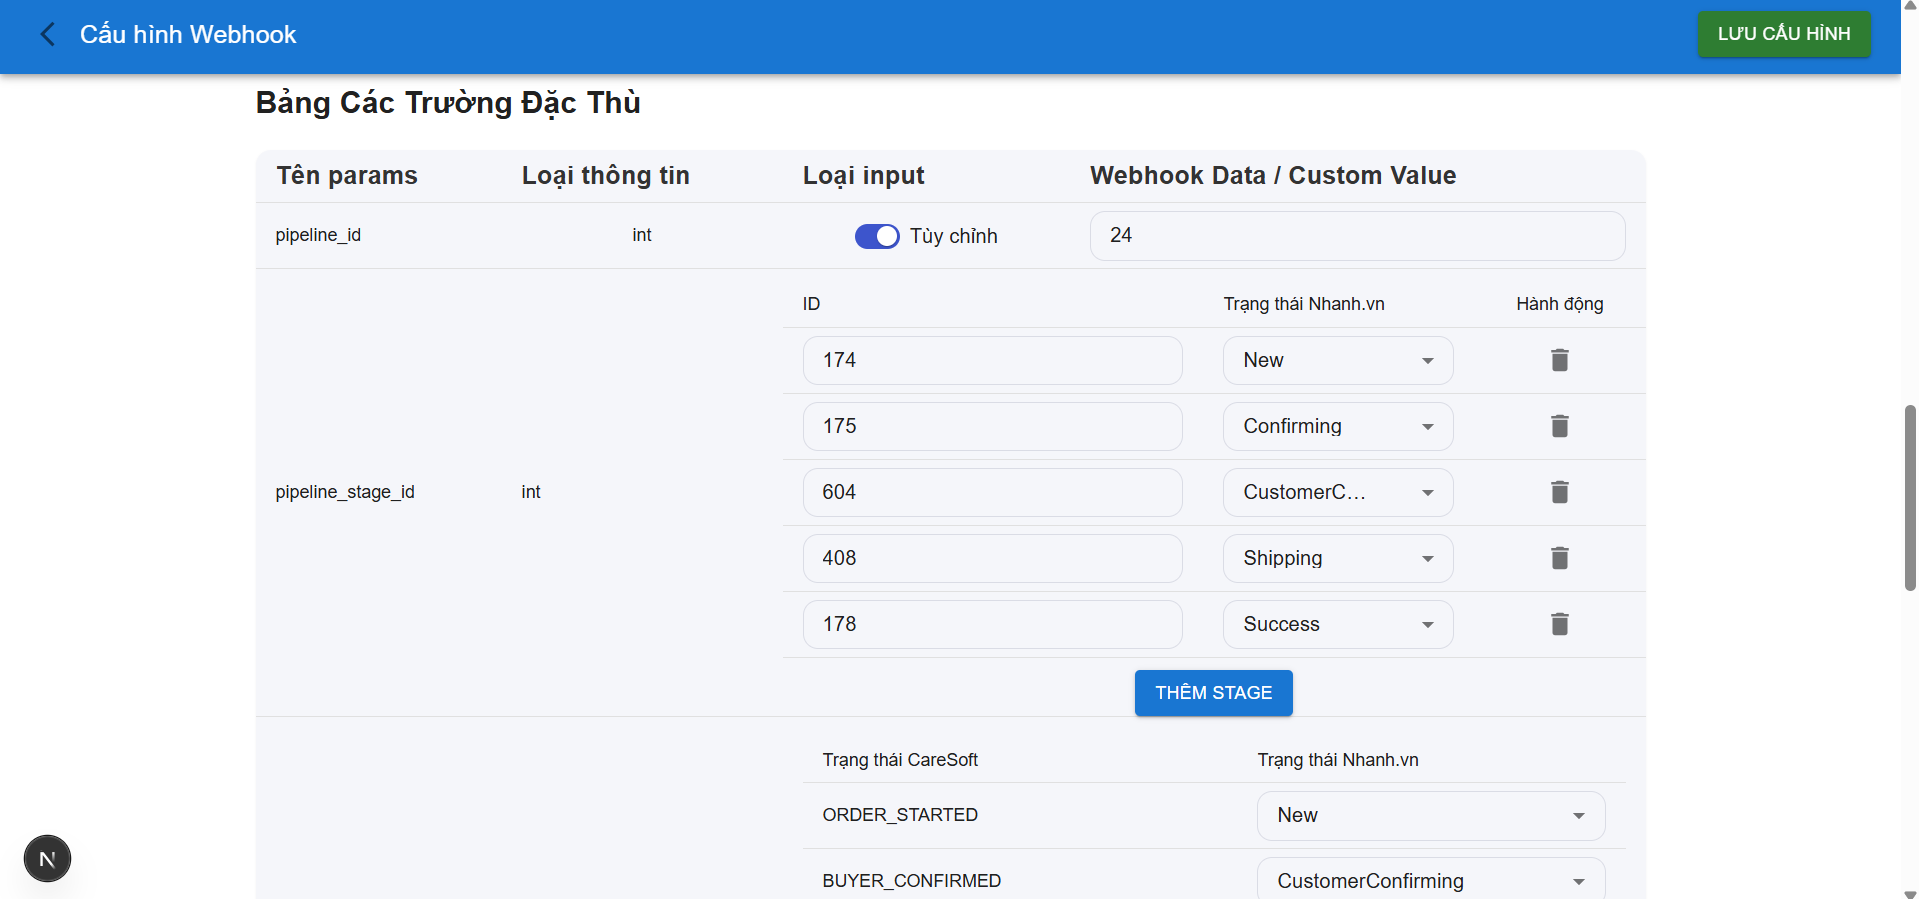 Cấu hình Webhook
LƯU CẤU HÌNH
Bảng Các Trường Đặc Thù
Tên params Loại thông tin Loại input Webhook Data / Custom Value
pipeline_id int Tùy chỉnh 24
ID Trạng thái Nhanh.vn Hành động
174 New
175 Confirming
pipeline_stage_id int 604 CustomerC...
408 Shipping
178 Success
THÊM STAGE
Trạng thái CareSoft Trạng thái Nhanh.vn
ORDER_STARTED New
BUYER_CONFIRMED CustomerConfirming
N